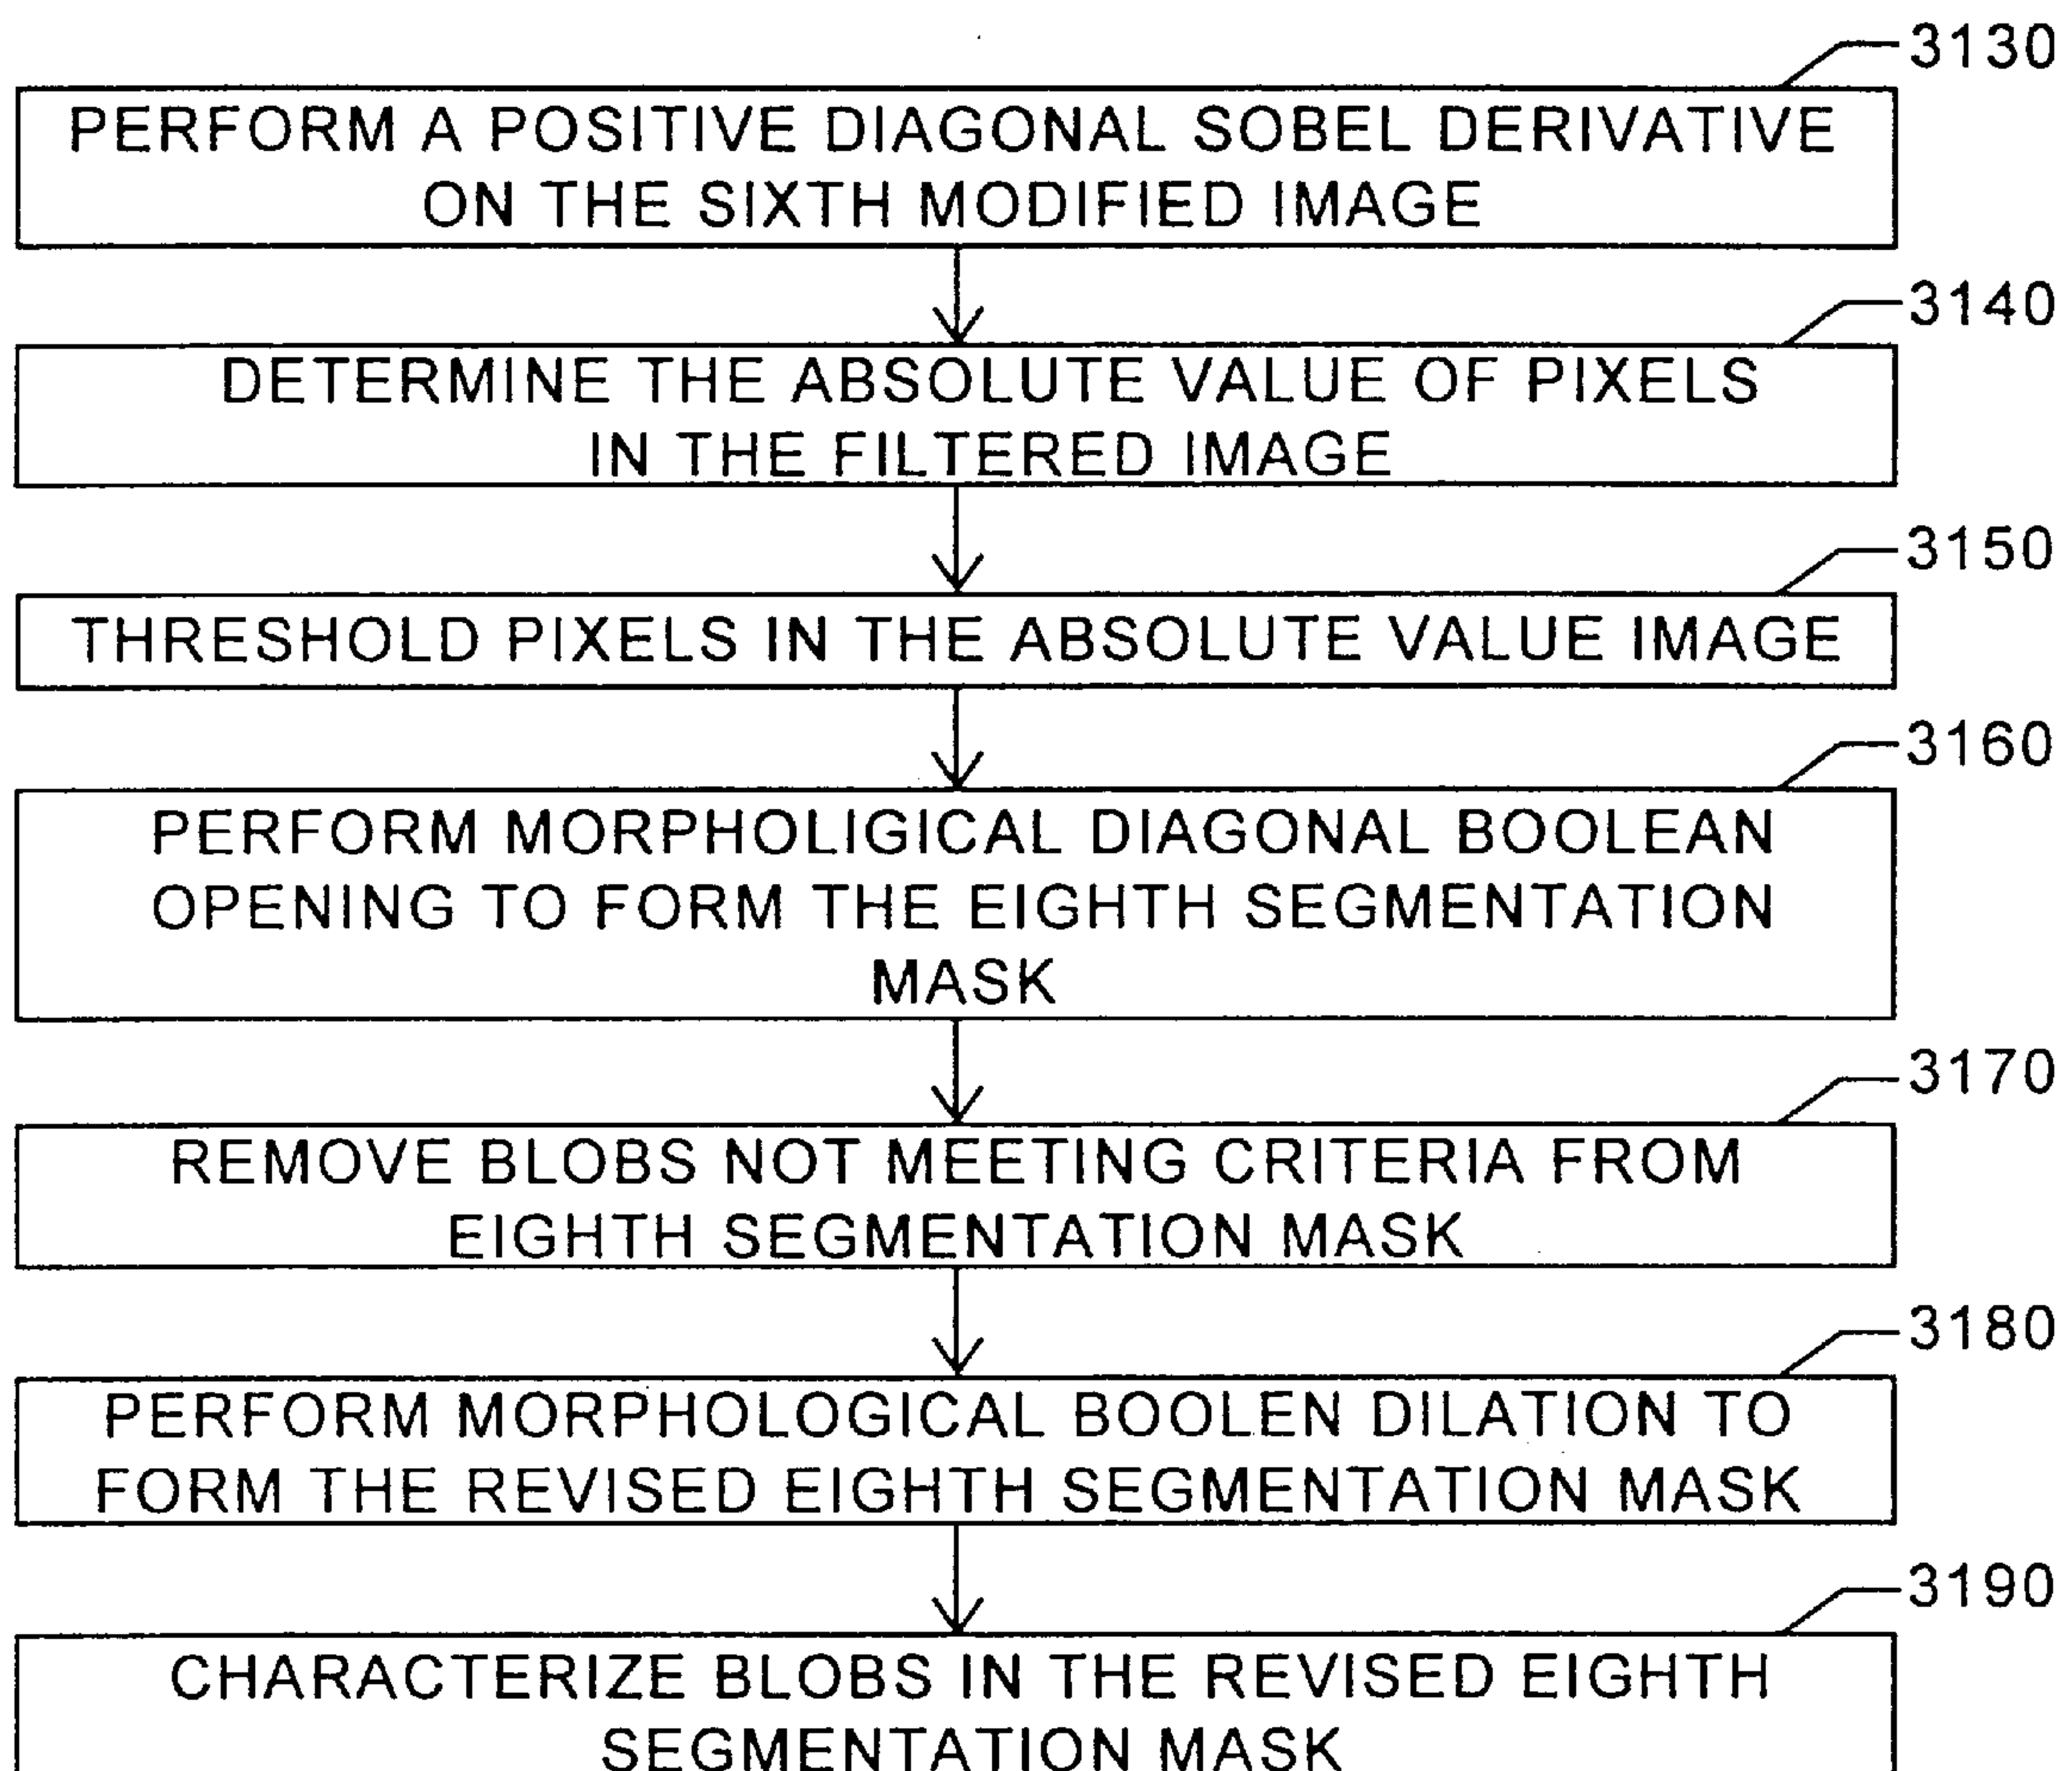 3130
PERFORM A POSITIVE DIAGONAL SOBEL DERIVATIVE
ON THE SIXTH MODIFIED IMAGE
3140
DETERMINE THE ABSOLUTE VALUE OF PIXELS
IN THE FILTERED IMAGE
3150
THRESHOLD PIXELS IN THE ABSOLUTE VALUE IMAGE
3160
PERFORM MORPHOLIGICAL DIAGONAL BOOLEAN
OPENING TO FORM THE EIGHTH SEGMENTATION
MASK
3170
REMOVE BLOBS NOT MEETING CRITERIA FROM
EIGHTH SEGMENTATION MASK
3180
PERFORM MORPHOLOGICAL BOOLEN DILATION TO
FORM THE REVISED EIGHTH SEGMENTATION MASK
3190
CHARACTERIZE BLOBS IN THE REVISED EIGHTH
SEGMENTATION MASK